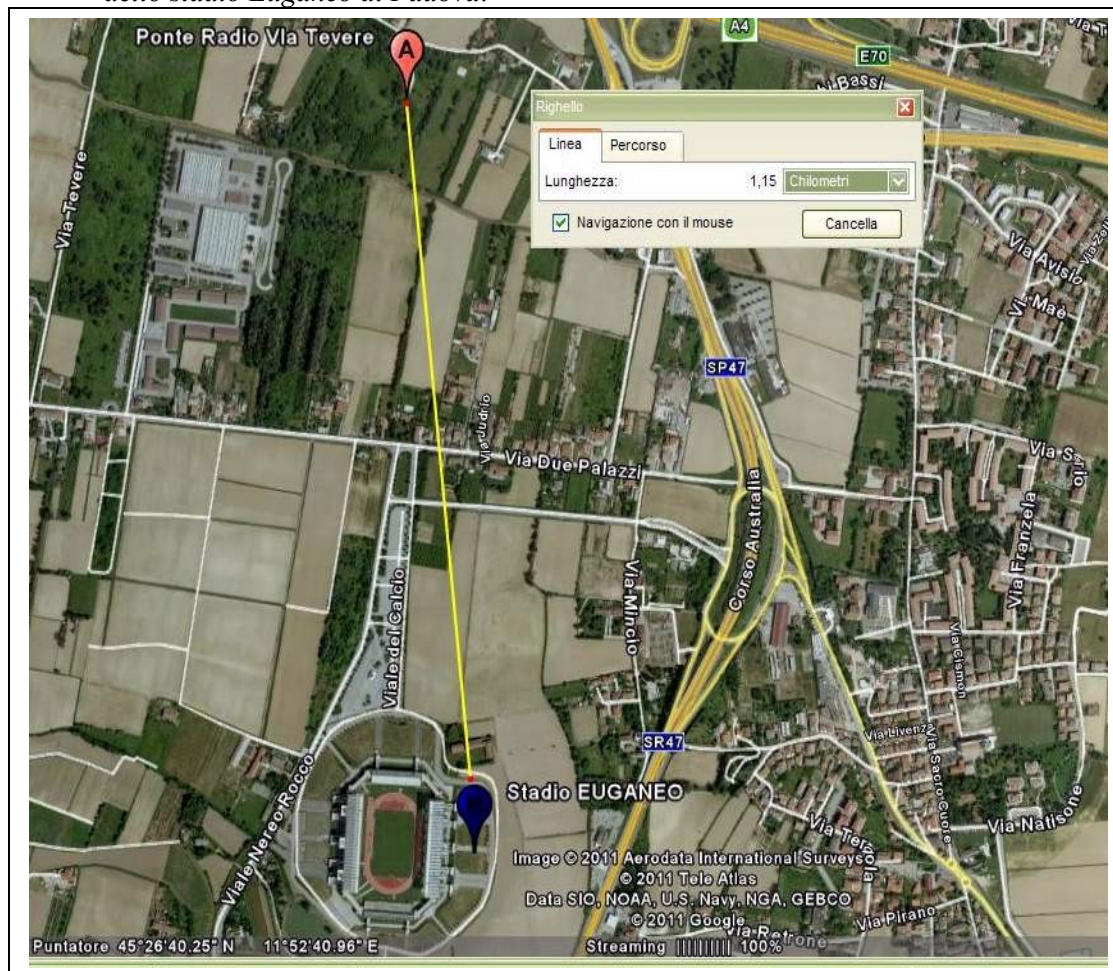 dello stadio Euganeo di Padova.
Ponte Radio Via Tevere
A
A4
E70
Righello
Linea
Percorso
Lunghezza:
1,15
Chilometri
Navigazione con il mouse
Cancella
Via Tevere
Via Avisio
Via Maè
SP47
Via Judrio
Via Due Palazzi
Corso Australia
Via Franzela
Via Mincio
Viale del Calcio
Via Cismon
Via Livenza
SR47
Via Sacro Cuore
Viale Nereo Rocco
Stadio EUGANEO
Via Natisone
Image © 2011 Aerodata International Surveys
© 2011 Tele Atlas
Data SIO, NOAA, U.S. Navy, NGA, GEBCO
© 2011 Google
Via Pirano
Via Retrone
Puntatore 45°26'40.25" N 11°52'40.96" E
Streaming |||||||||| 100%